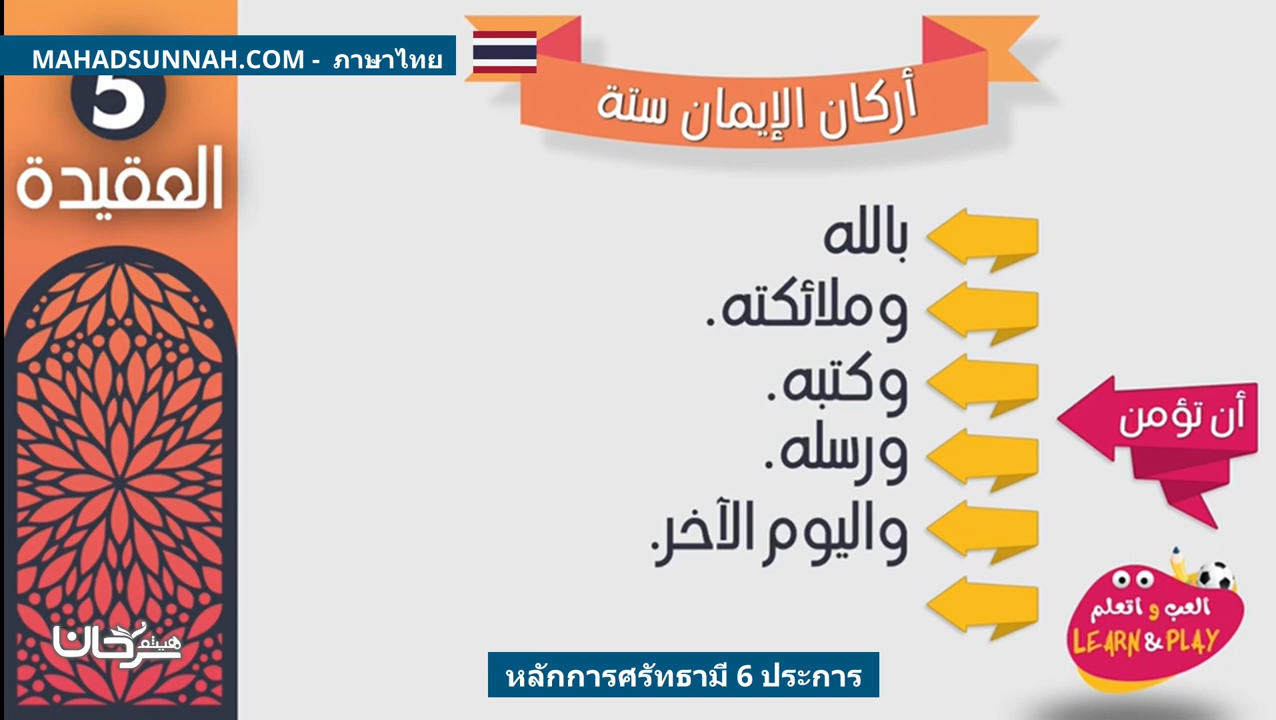 MAHADSUNNAH.COM - ภาษาไทย
5
العقيدة
أركان الإيمان ستة
أن تؤمن
بالله
وملائكته.
وكتبه.
ورسله.
واليوم الآخر.
العب و اتعلم
LEARN & PLAY
หลักการศรัทธามี 6 ประการ